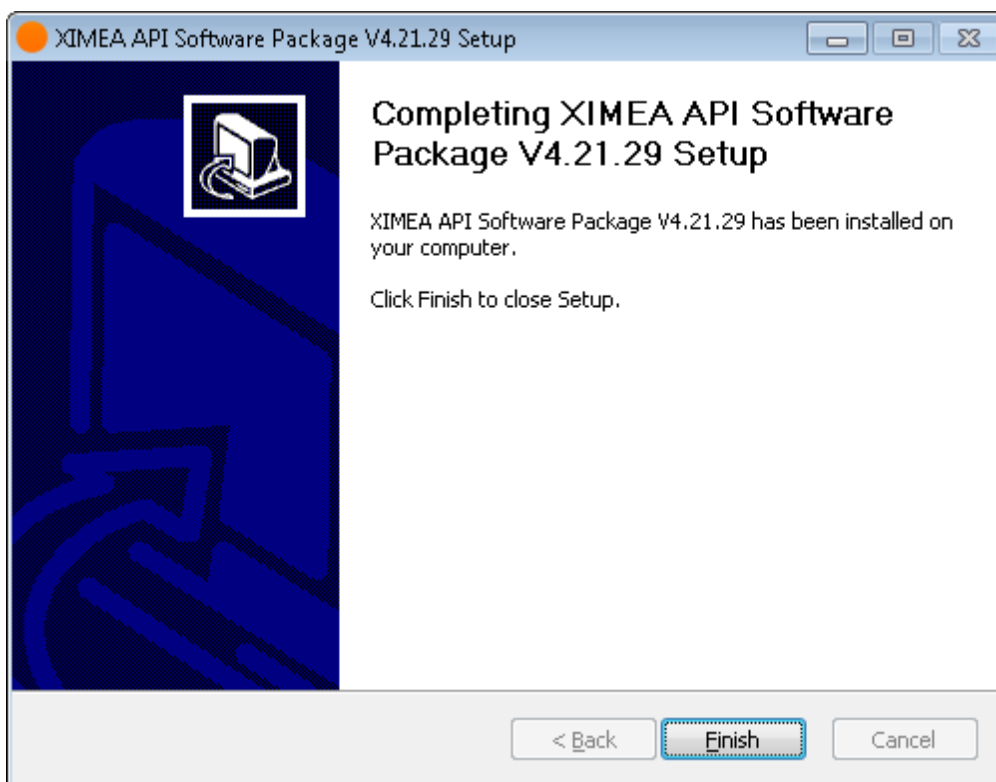 XIMEA API Software Package V4.21.29 Setup
Completing XIMEA API Software
Package V4.21.29 Setup
XIMEA API Software Package V4.21.29 has been installed on
your computer.
Click Finish to close Setup.
< Back Finish Cancel